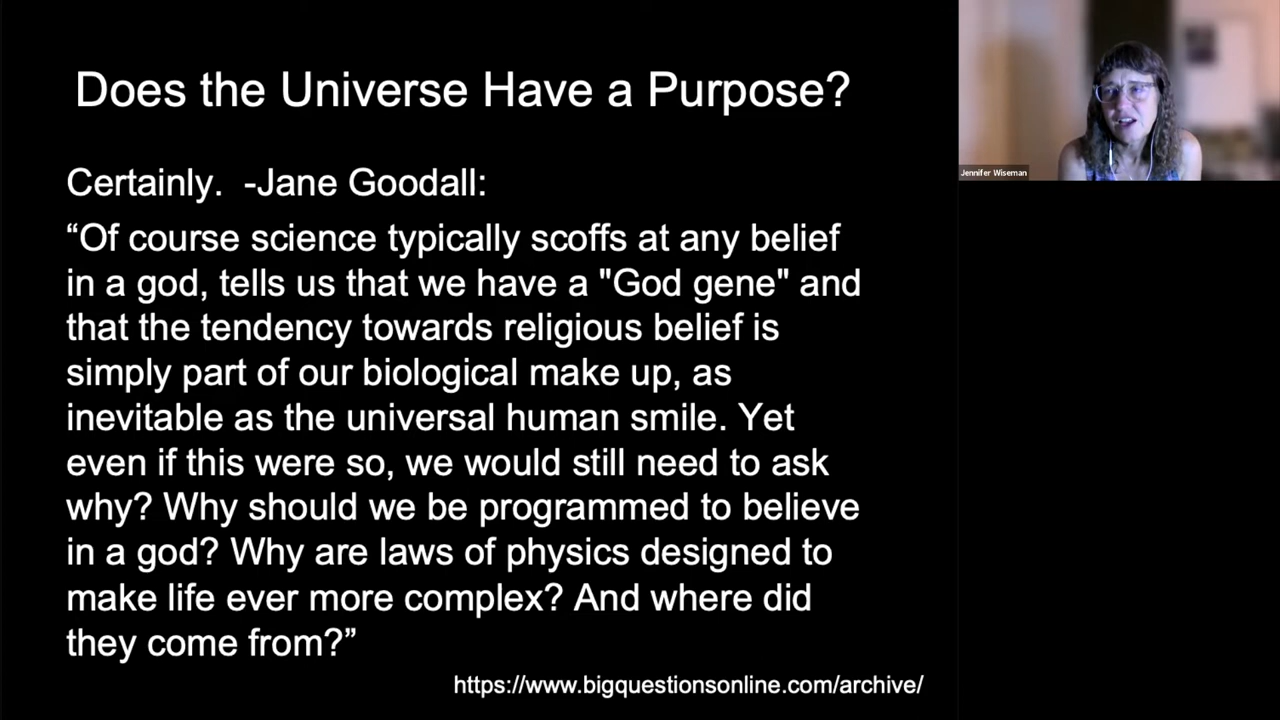 Does the Universe Have a Purpose?
Certainly.  -Jane Goodall:
“Of course science typically scoffs at any belief
in a god, tells us that we have a "God gene" and
that the tendency towards religious belief is
simply part of our biological make up, as
inevitable as the universal human smile. Yet
even if this were so, we would still need to ask
why? Why should we be programmed to believe
in a god? Why are laws of physics designed to
make life ever more complex? And where did
they come from?”
https://www.bigquestionsonline.com/archive/
Jennifer Wiseman